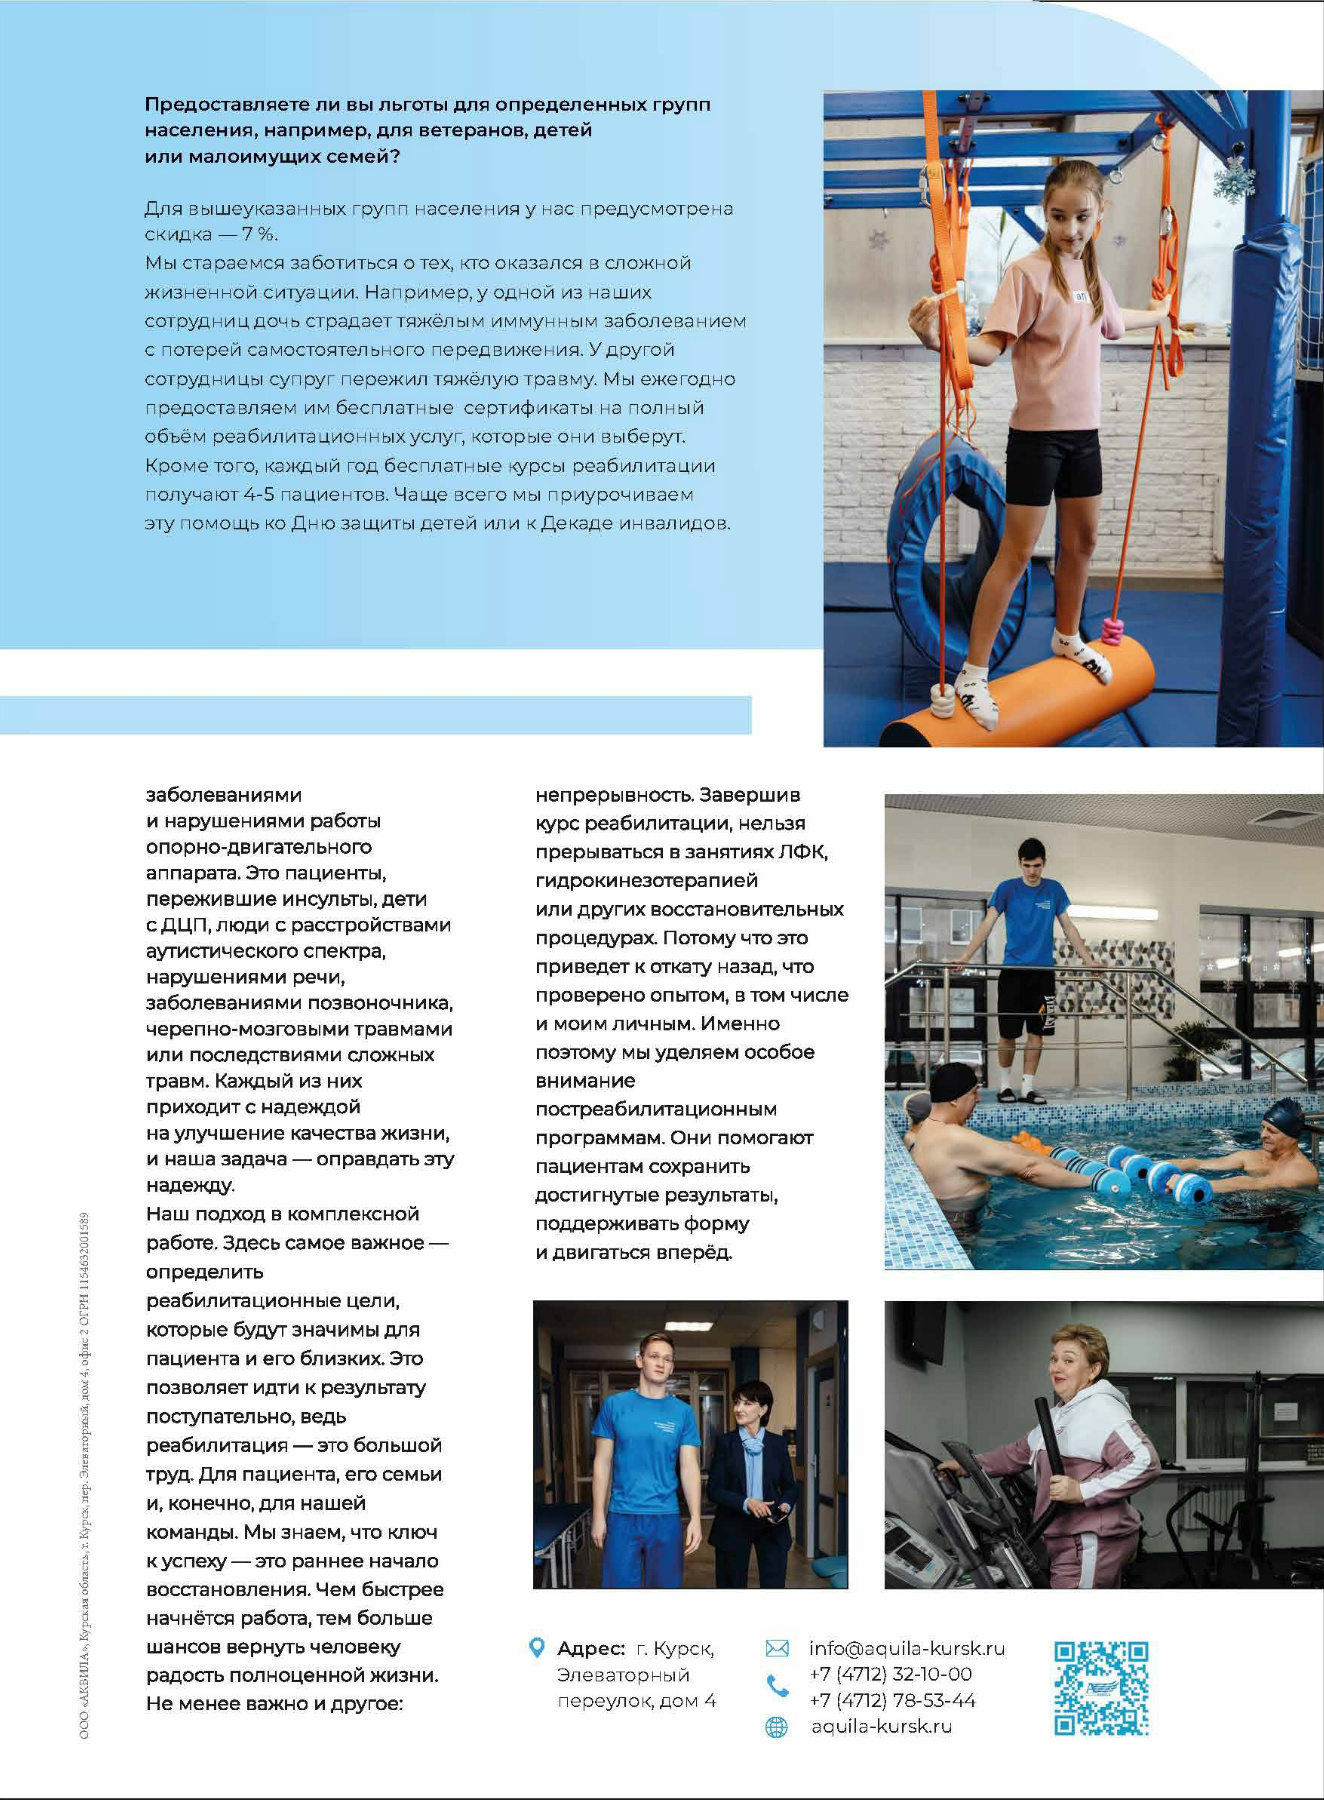 Предоставляете ли вы льготы для определенных групп
населения, например, для ветеранов, детей
или малоимущих семей?
Для вышеуказанных групп населения у нас предусмотрена
скидка — 7 %.
Мы стараемся заботиться о тех, кто оказался в сложной
жизненной ситуации. Например, у одной из наших
сотрудниц дочь страдает тяжёлым иммунным заболеванием
с потерей самостоятельного передвижения. У другой
сотрудницы супруг пережил тяжёлую травму. Мы ежегодно
предоставляем им бесплатные сертификаты на полный
объём реабилитационных услуг, которые они выберут.
Кроме того, каждый год бесплатные курсы реабилитации
получают 4-5 пациентов. Чаще всего мы приурочиваем
эту помощь ко Дню защиты детей или к Декаде инвалидов.
заболеваниями
и нарушениями работы
опорно-двигательного
аппарата. Это пациенты,
пережившие инсульты, дети
с ДЦП, люди с расстройствами
аутистического спектра,
нарушениями речи,
заболеваниями позвоночника,
черепно-мозговыми травмами
или последствиями сложных
травм. Каждый из них
приходит с надеждой
на улучшение качества жизни,
и наша задача — оправдать эту
надежду.
Наш подход в комплексной
работе. Здесь самое важное —
определить
реабилитационные цели,
которые будут значимы для
пациента и его близких. Это
позволяет идти к результату
поступательно, ведь
реабилитация — это большой
труд. Для пациента, его семьи
и, конечно, для нашей
команды. Мы знаем, что ключ
к успеху — это раннее начало
восстановления. Чем быстрее
начнётся работа, тем больше
шансов вернуть человеку
радость полноценной жизни.
Не менее важно и другое:
непрерывность. Завершив
курс реабилитации, нельзя
прерываться в занятиях ЛФК,
гидрокинезотерапией
или других восстановительных
процедурах. Потому что это
приведет к откату назад, что
проверено опытом, в том числе
и моим личным. Именно
поэтому мы уделяем особое
внимание
постреабилитационным
программам. Они помогают
пациентам сохранить
достигнутые результаты,
поддерживать форму
и двигаться вперёд.
Адрес: г. Курск,
Элеваторный
переулок, дом 4
info@aquila-kursk.ru
+7 (4712) 32-10-00
+7 (4712) 78-53-44
aquila-kursk.ru
ООО «АКВИЛА», Курская область, г. Курск, пер. Элеваторный, дом 4, офис 2 ОГРН 1154632001589